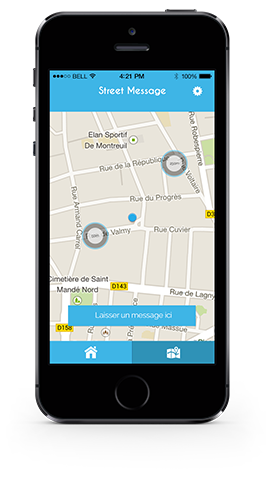 BELL 4:21 PM 100%
Street Message
Elan Sportif
De Montreuil
Rue Robespierre
Rue de la République
Voltaire
Rue Armand Carrel
Rue du Progrès
D3
de Valmy
Rue Cuvier
Cimetière de Saint-
Mandé Nord
D143
Rue de Lagny
Laisser un message ici
D158
Passue